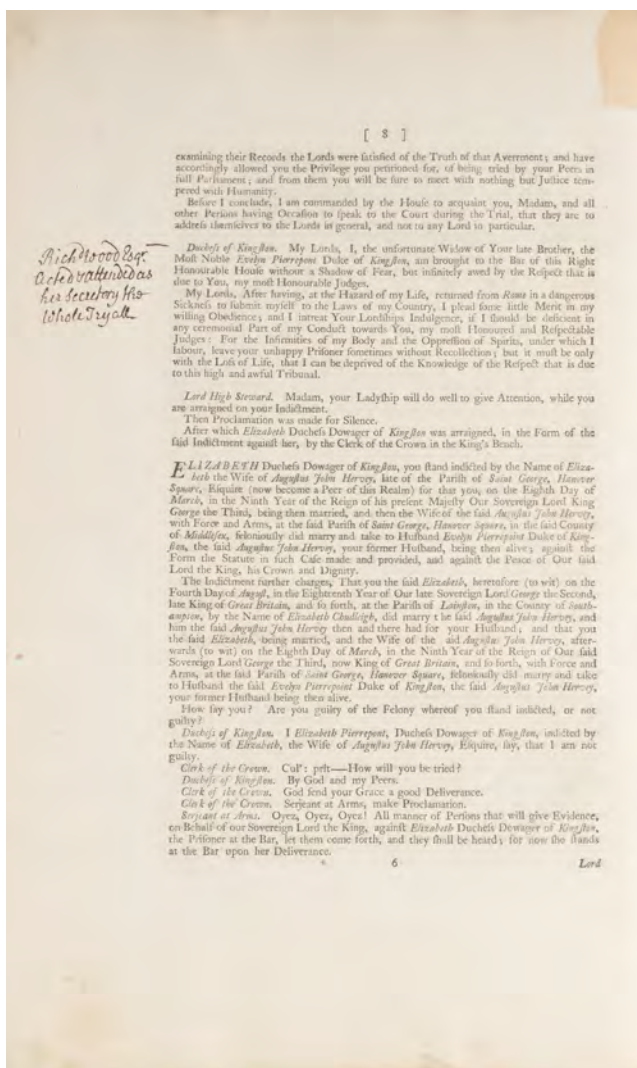 [ 8 ]
examining their Records the Lords were ſatisfied of the Truth of that Averment; and have
accordingly allowed you the Privilege you petitioned for, of being tried by your Peers in
full Parliament; and from them you will be ſure to meet with nothing but Juſtice tem-
pered with Humanity.
Before I conclude, I am commanded by the Houſe to acquaint you, Madam, and all
other Perſons having Occaſion to ſpeak to the Court during the Trial, that they are to
addreſs themſelves to the Lords in general, and not to any Lord in particular.
Rich Wood Esqr.
acted & attended as
her Secretary the
whole Tryall
Ducheſs of Kingſton. My Lords, I, the unfortunate Widow of Your late Brother, the
Moſt Noble Evelyn Pierrepont Duke of Kingſton, am brought to the Bar of this Right
Honourable Houſe without a Shadow of Fear, but infinitely awed by the Reſpect that is
due to You, my moſt Honourable Judges.
My Lords, After having, at the Hazard of my Life, returned from Rome in a dangerous
Sickneſs to ſubmit myſelf to the Laws of my Country, I plead ſome little Merit in my
willing Obedience; and I intreat Your Lordſhips Indulgence, if I ſhould be deficient in
any ceremonial Part of my Conduct towards You, my moſt Honoured and Reſpectable
Judges: For the Infirmities of my Body and the Oppreſſion of Spirits, under which I
labour, leave your unhappy Priſoner ſometimes without Recollection; but it muſt be only
with the Loſs of Life, that I can be deprived of the Knowledge of the Reſpect that is due
to this high and awful Tribunal.
Lord High Steward. Madam, your Ladyſhip will do well to give Attention, while you
are arraigned on your Indictment.
Then Proclamation was made for Silence.
After which Elizabeth Ducheſs Dowager of Kingſton was arraigned, in the Form of the
ſaid Indictment againſt her, by the Clerk of the Crown in the King's Bench.
ELIZABETH Ducheſs Dowager of Kingſton, you ſtand indicted by the Name of Eliza-
beth the Wife of Auguſtus John Hervey, late of the Pariſh of Saint George, Hanover
Square, Eſquire (now become a Peer of this Realm) for that you, on the Eighth Day of
March, in the Ninth Year of the Reign of his preſent Majeſty Our Sovereign Lord King
George the Third, being then married, and then the Wife of the ſaid Auguſtus John Hervey,
with Force and Arms, at the ſaid Pariſh of Saint George, Hanover Square, in the ſaid County
of Middleſex, feloniouſly did marry and take to Huſband Evelyn Pierrepoint Duke of King-
ſton, the ſaid Auguſtus John Hervey, your former Huſband, being then alive; againſt the
Form the Statute in ſuch Caſe made and provided, and againſt the Peace of Our ſaid
Lord the King, his Crown and Dignity.
The Indictment further charges, That you the ſaid Elizabeth, heretofore (to wit) on the
Fourth Day of Auguſt, in the Eighteenth Year of Our late Sovereign Lord George the Second,
late King of Great Britain, and ſo forth, at the Pariſh of Lainſton, in the County of South-
ampton, by the Name of Elizabeth Chudleigh, did marry the ſaid Auguſtus John Hervey, and
him the ſaid Auguſtus John Hervey then and there had for your Huſband; and that you
the ſaid Elizabeth, being married, and the Wife of the aid Auguſtus John Hervey, after-
wards (to wit) on the Eighth Day of March, in the Ninth Year of the Reign of Our ſaid
Sovereign Lord George the Third, now King of Great Britain, and ſo forth, with Force and
Arms, at the ſaid Pariſh of Saint George, Hanover Square, feloniouſly did marry and take
to Huſband the ſaid Evelyn Pierrepoint Duke of Kingſton, the ſaid Auguſtus John Hervey,
your former Huſband being then alive.
How ſay you? Are you guilty of the Felony whereof you ſtand indicted, or not
guilty?
Ducheſs of Kingſton. I Elizabeth Pierrepont, Ducheſs Dowager of Kingſton, indicted by
the Name of Elizabeth, the Wife of Auguſtus John Hervey, Eſquire, ſay, that I am not
guilty.
Clerk of the Crown. Cul': priſt—How will you be tried?
Ducheſs of Kingſton. By God and my Peers.
Clerk of the Crown. God ſend your Grace a good Deliverance.
Clerk of the Crown. Serjeant at Arms, make Proclamation.
Serjeant at Arms. Oyez, Oyez, Oyez! All manner of Perſons that will give Evidence,
on Behalf of our Sovereign Lord the King, againſt Elizabeth Ducheſs Dowager of Kingſton,
the Priſoner at the Bar, let them come forth, and they ſhall be heard; for now ſhe ſtands
at the Bar upon her Deliverance.
6 Lord